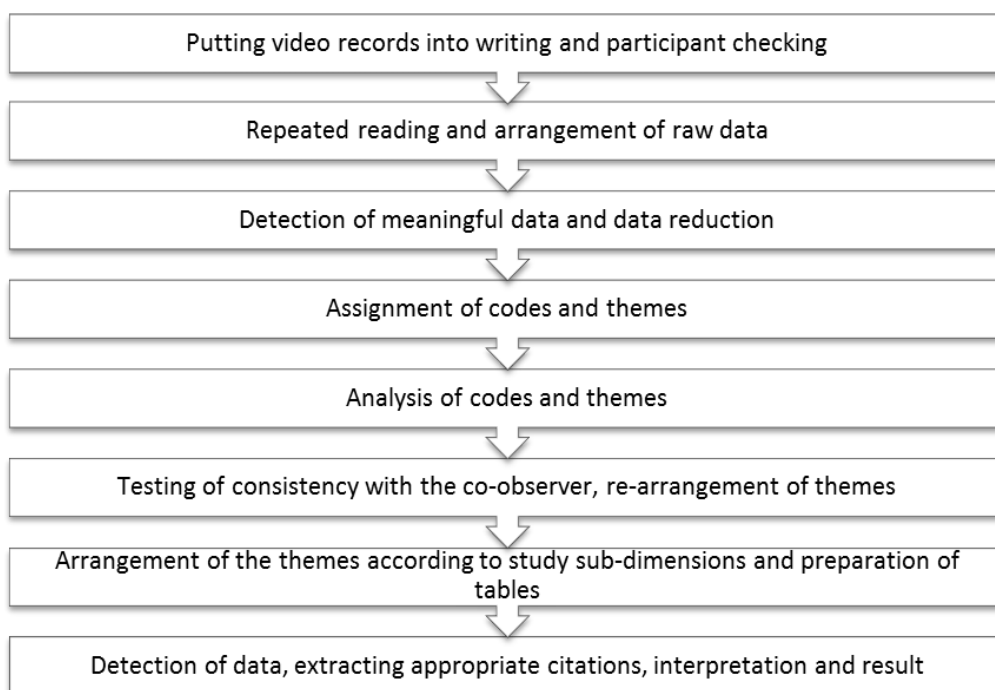 Putting video records into writing and participant checking
Repeated reading and arrangement of raw data
Detection of meaningful data and data reduction
Assignment of codes and themes
Analysis of codes and themes
Testing of consistency with the co-observer, re-arrangement of themes
Arrangement of the themes according to study sub-dimensions and preparation of
tables
Detection of data, extracting appropriate citations, interpretation and result